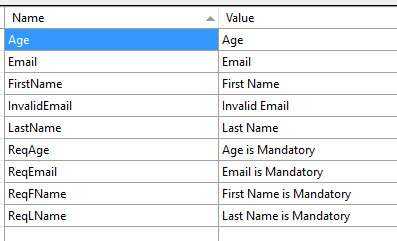 Name Value
Age Age
Email Email
FirstName First Name
InvalidEmail Invalid Email
LastName Last Name
ReqAge Age is Mandatory
ReqEmail Email is Mandatory
ReqFName First Name is Mandatory
ReqLName Last Name is Mandatory